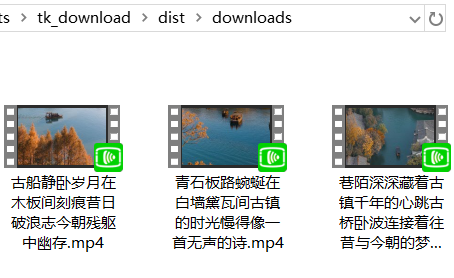 ts > tk_download > dist > downloads
古船静卧岁月在
木板间刻痕昔日
破浪志今朝残躯
中幽存.mp4
青石板路蜿蜒在
白墙黛瓦间古镇
的时光慢得像一
首无声的诗.mp4
巷陌深深藏着古
镇千年的心跳古
桥卧波连接着往
昔与今朝的梦...